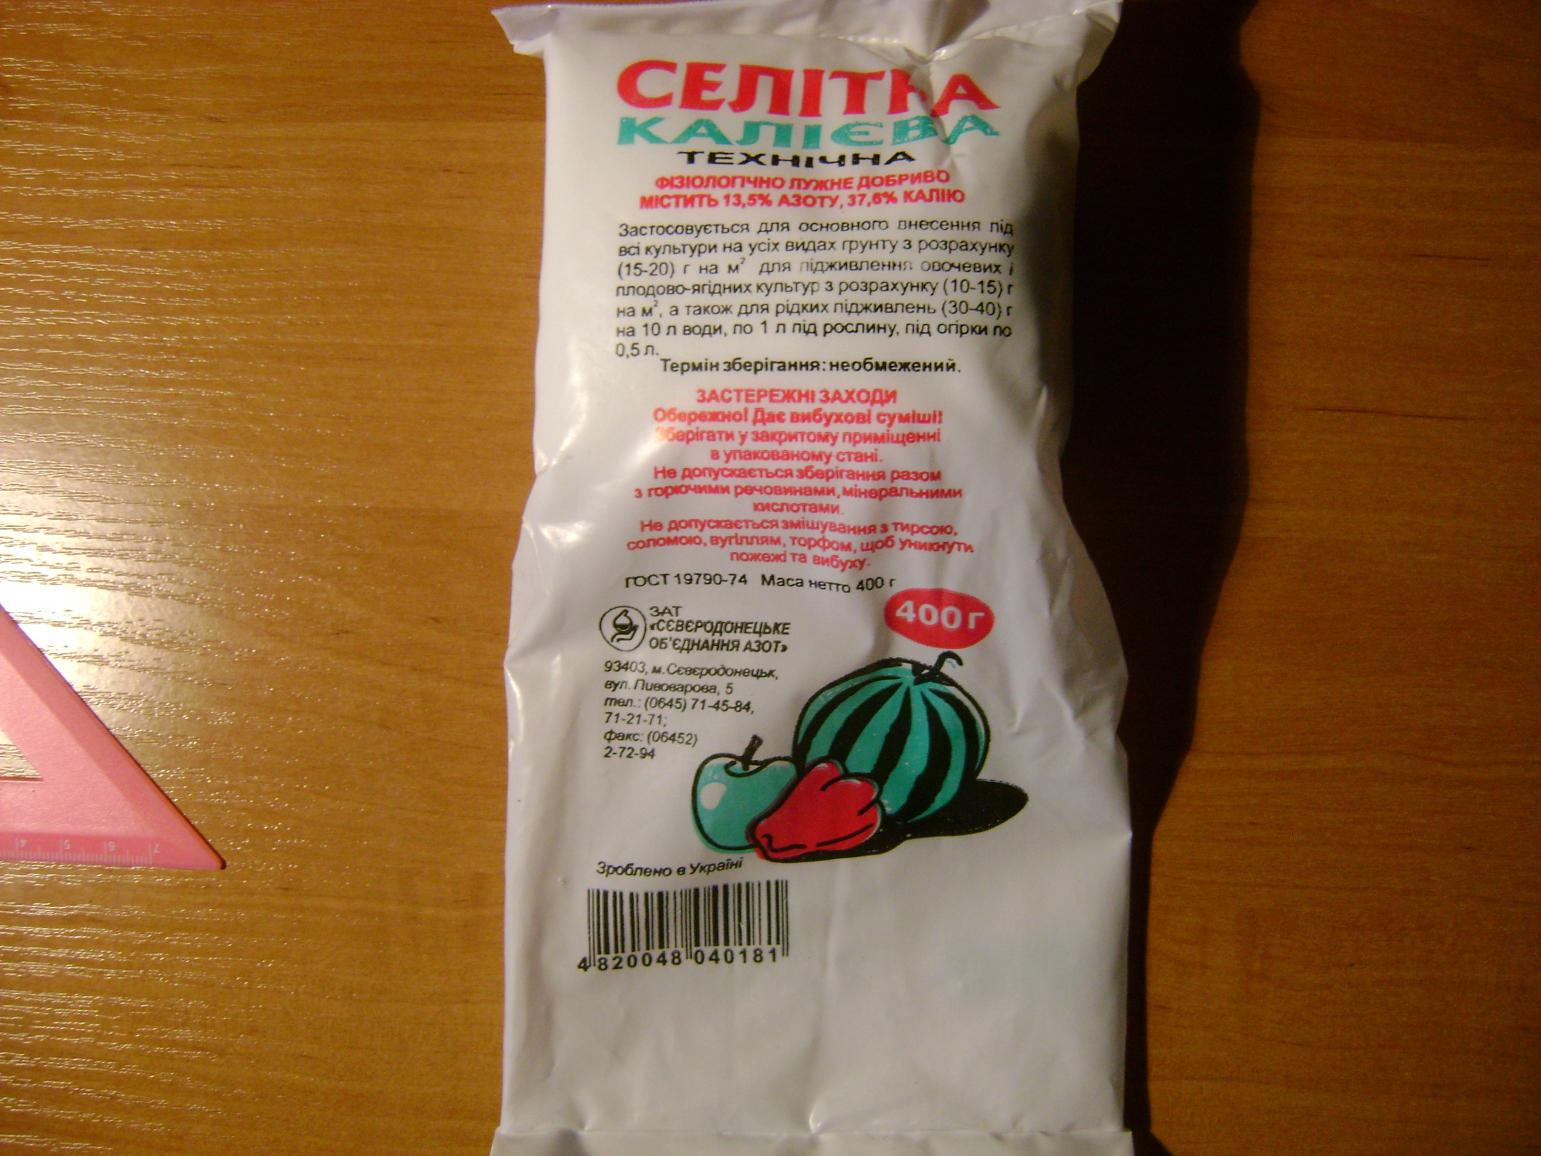 СЕЛІТРА
КАЛІЄВА
ТЕХНІЧНА
ФІЗІОЛОГІЧНО ЛУЖНЕ ДОБРИВО
МІСТИТЬ 13,5% АЗОТУ, 37,6% КАЛІЮ
Застосовується для основного внесення під
всі культури на усіх видах ґрунту з розрахунку
(15-20) г на м² для підживлення овочевих і
плодово-ягідних культур з розрахунку (10-15) г
на м², а також для рідких підживлень (30-40) г
на 10 л води, по 1 л під рослину, під огірки по
0,5 л.
Термін зберігання: необмежений.
ЗАСТЕРЕЖНІ ЗАХОДИ
Обережно! Дає вибухові суміші!
Зберігати у закритому приміщенні
в упакованому стані.
Не допускається зберігання разом
з горючими речовинами, мінеральними
кислотами.
Не допускається змішування з тирсою,
соломою, вугіллям, торфом, щоб уникнути
пожежі та вибуху.
ГОСТ 19790-74 Маса нетто 400 г
400 г
ЗАТ
«СЄВЄРОДОНЕЦЬКЕ
ОБ'ЄДНАННЯ АЗОТ»
93403, м. Сєвєродонецьк,
вул. Пивоварова, 5
тел.: (0645) 71-45-84,
71-21-71;
факс: (06452)
2-72-94
Зроблено в Україні
4 820048 040181
4 5 6 7